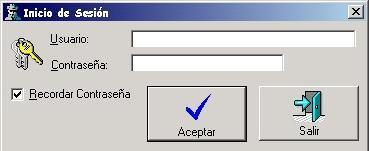 Inicio de Sesión
Usuario:
Contraseña:
Recordar Contraseña
Aceptar
Salir